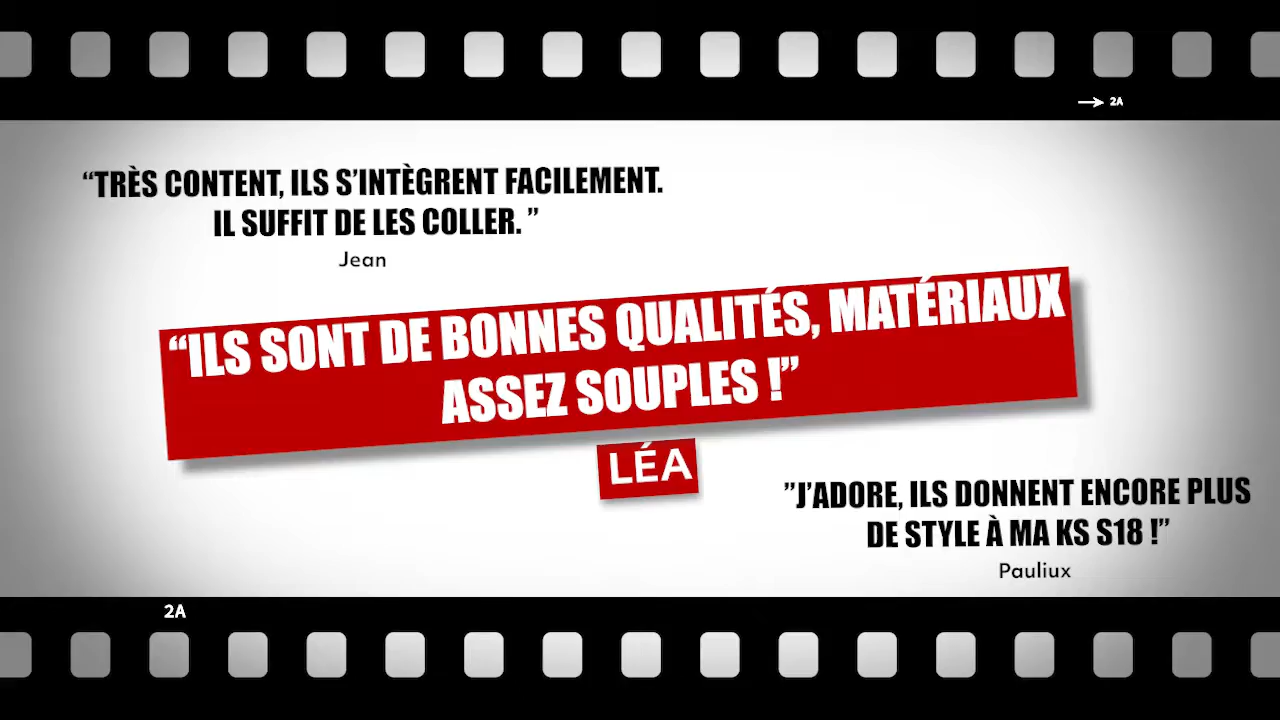 → 2A
“TRÈS CONTENT, ILS S’INTÈGRENT FACILEMENT.
IL SUFFIT DE LES COLLER. ”
Jean
“ILS SONT DE BONNES QUALITÉS, MATÉRIAUX
ASSEZ SOUPLES !”
LÉA
”J’ADORE, ILS DONNENT ENCORE PLUS
DE STYLE À MA KS S18 !”
Pauliux
2A